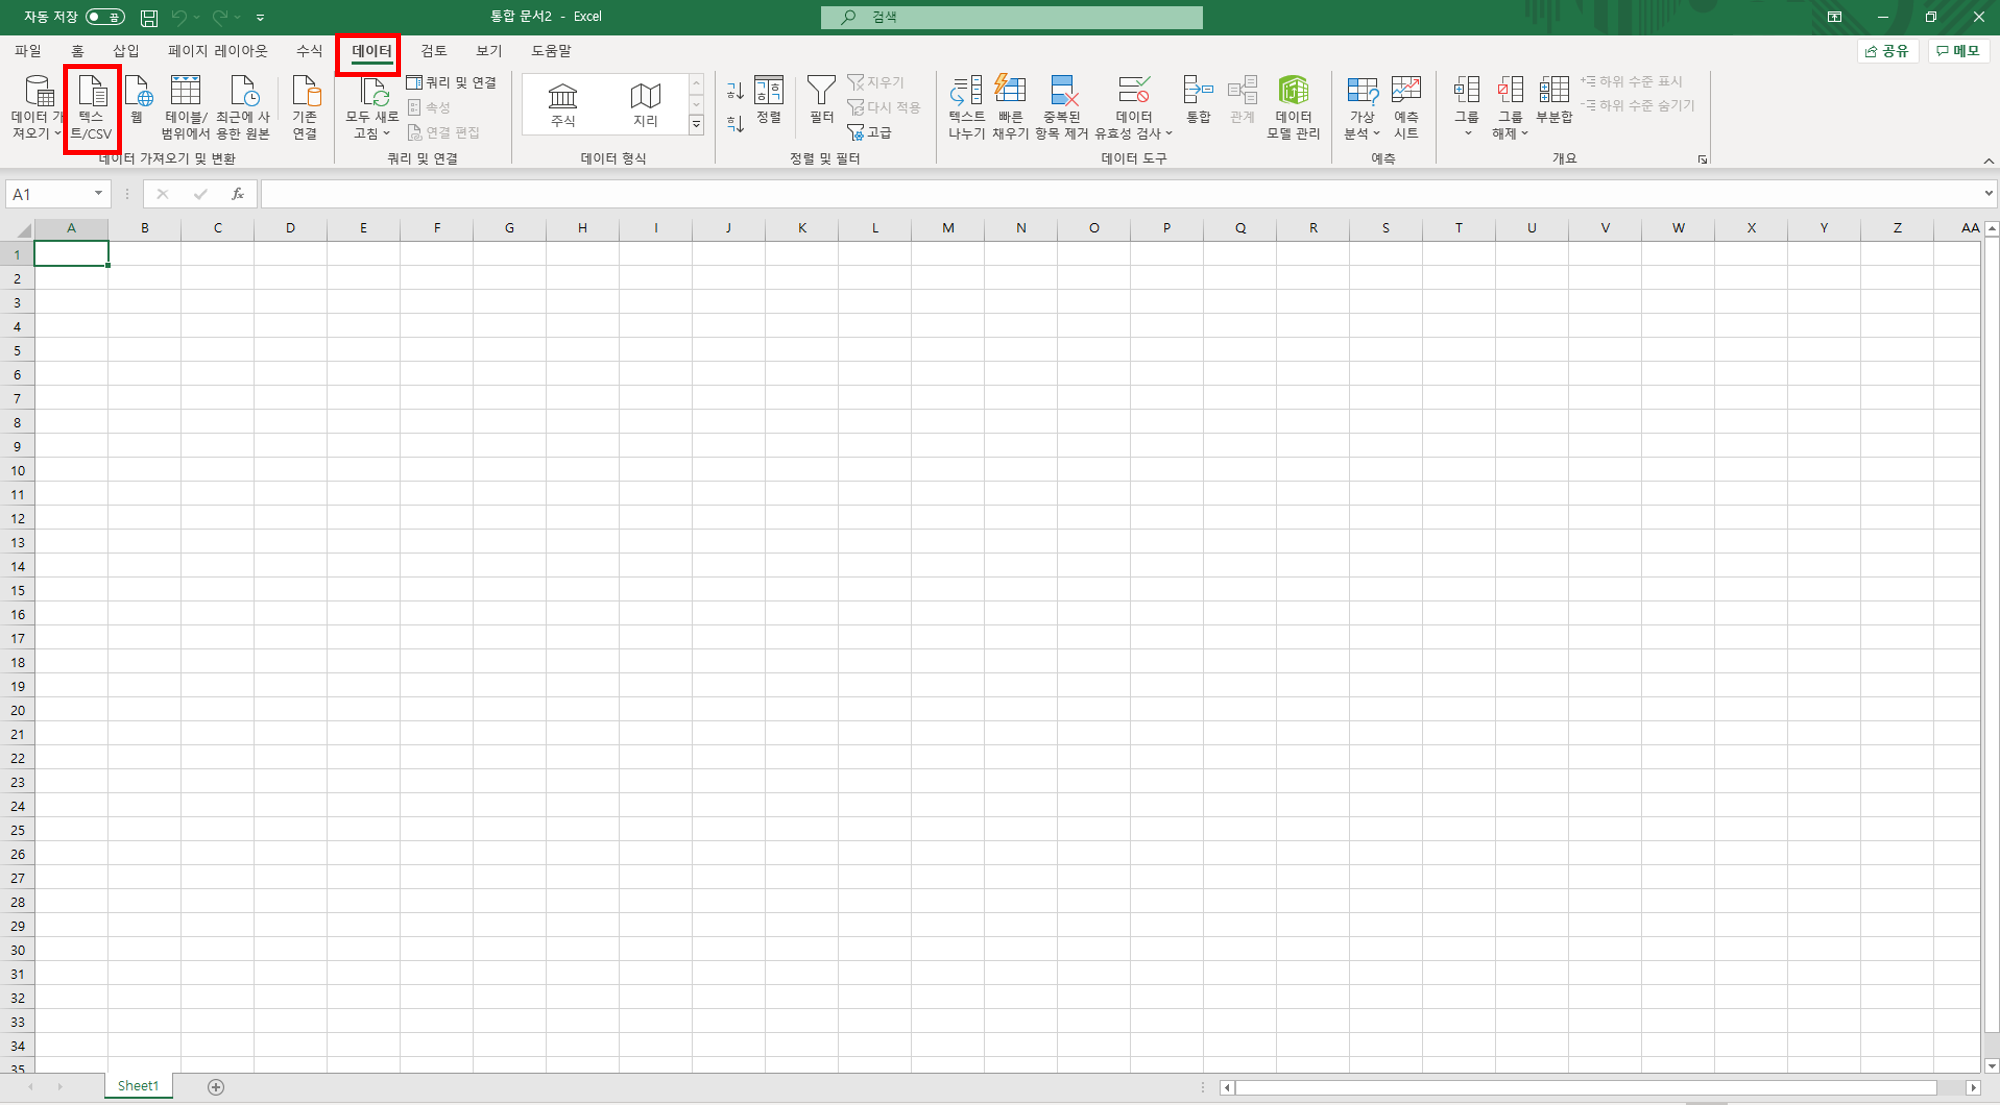 자동 저장 끔 통합 문서2 - Excel 검색
파일 홈 삽입 페이지 레이아웃 수식 데이터 검토 보기 도움말 공유 메모
데이터 가져오기
텍스트/CSV
웹
테이블/범위에서
최근에 사용한 원본
기존 연결
데이터 가져오기 및 변환
모두 새로 고침
쿼리 및 연결
속성
연결 편집
쿼리 및 연결
주식 지리
데이터 형식
정렬
필터
지우기
다시 적용
고급
정렬 및 필터
텍스트 나누기
빠른 채우기
중복된 항목 제거
데이터 유효성 검사
통합
관계
데이터 모델 관리
데이터 도구
가상 분석
예측 시트
예측
그룹
그룹 해제
부분합
하위 수준 표시
하위 수준 숨기기
개요
A1 fx
A B C D E F G H I J K L M N O P Q R S T U V W X Y Z AA
1
2
3
4
5
6
7
8
9
10
11
12
13
14
15
16
17
18
19
20
21
22
23
24
25
26
27
28
29
30
31
32
33
34
35
Sheet1